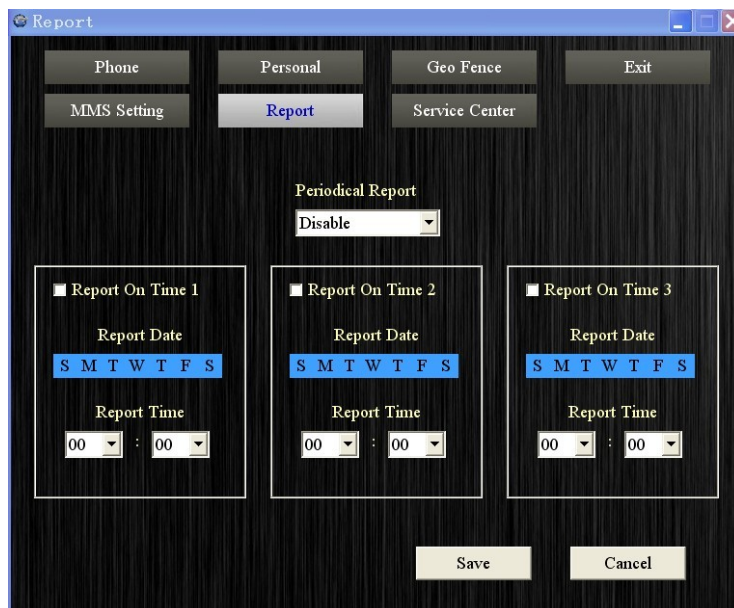 Report
Phone Personal Geo Fence Exit
MMS Setting Report Service Center
Periodical Report
Disable
Report On Time 1 Report On Time 2 Report On Time 3
Report Date Report Date Report Date
S M T W T F S S M T W T F S S M T W T F S
Report Time Report Time Report Time
00 : 00 00 : 00 00 : 00
Save Cancel